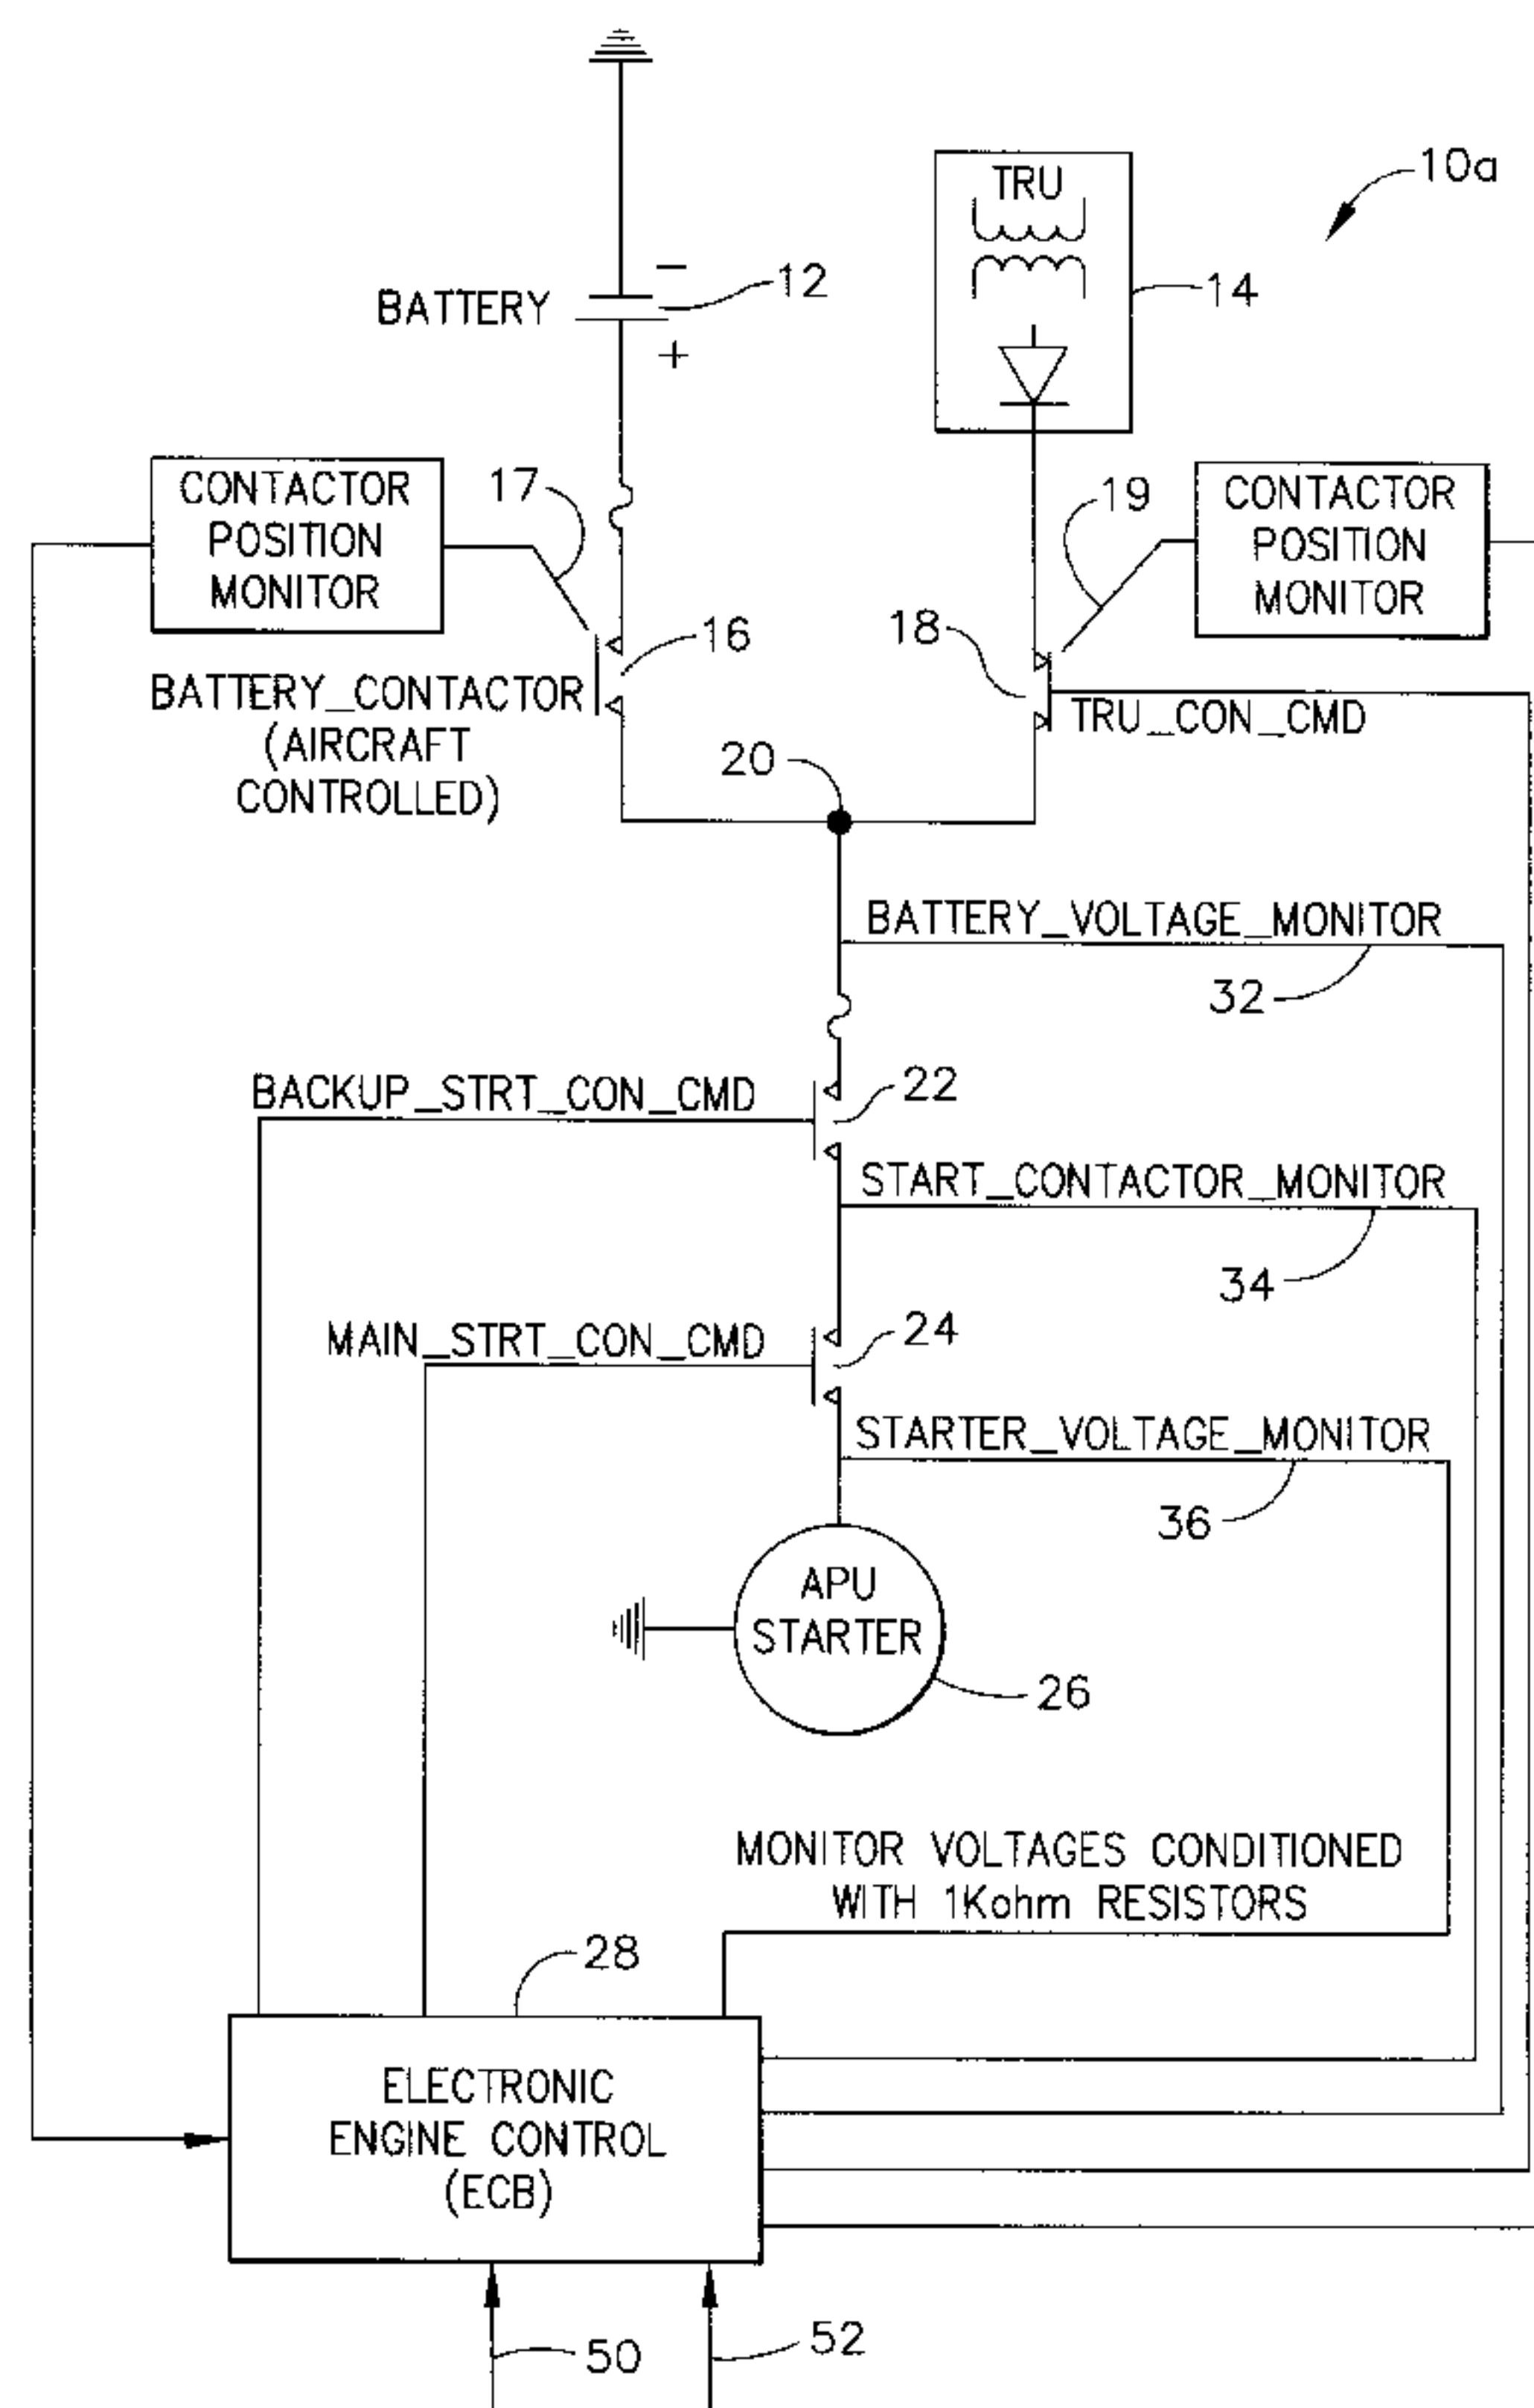 TRU
10a
–
12
BATTERY
+
14
CONTACTOR
POSITION
MONITOR
17
19
CONTACTOR
POSITION
MONITOR
16
18
BATTERY_CONTACTOR
(AIRCRAFT
CONTROLLED)
TRU_CON_CMD
20
BATTERY_VOLTAGE_MONITOR
32
BACKUP_STRT_CON_CMD
22
START_CONTACTOR_MONITOR
34
MAIN_STRT_CON_CMD
24
STARTER_VOLTAGE_MONITOR
36
APU
STARTER
26
MONITOR VOLTAGES CONDITIONED
WITH 1Kohm RESISTORS
28
ELECTRONIC
ENGINE CONTROL
(ECB)
50
52